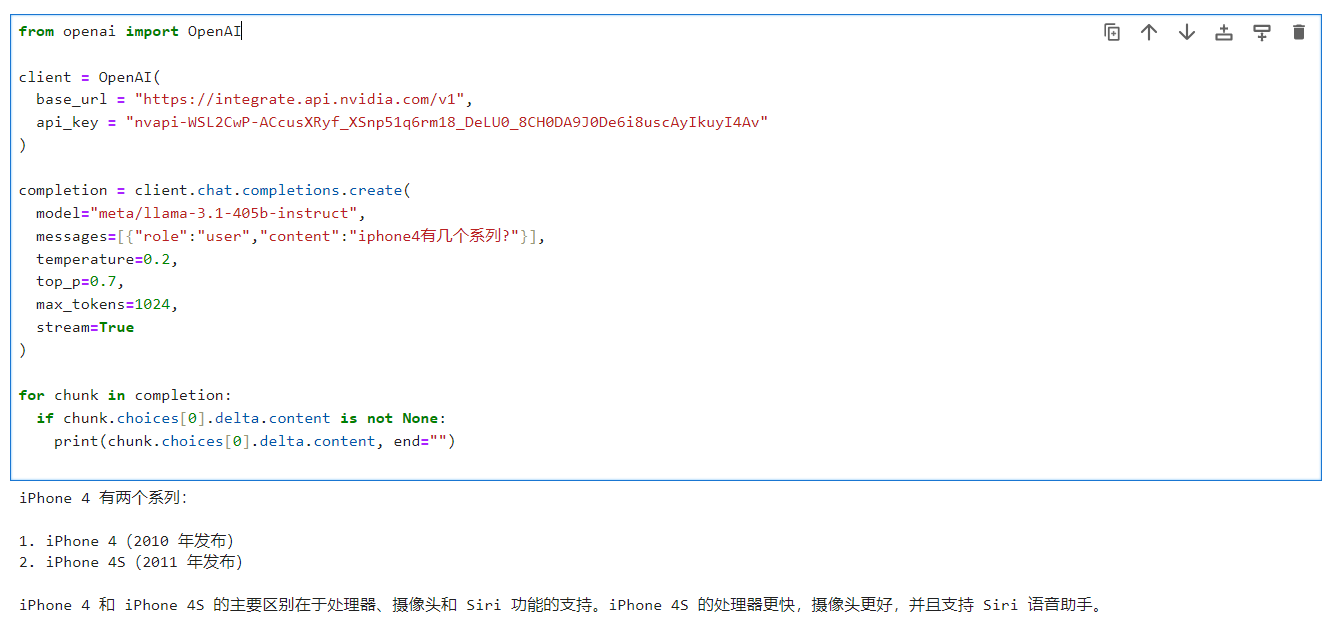 from openai import OpenAI
client = OpenAI(
base_url = "https://integrate.api.nvidia.com/v1",
api_key = "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"
)
completion = client.chat.completions.create(
model="meta/llama-3.1-405b-instruct",
messages=[{"role":"user","content":"iphone4有几个系列?"}],
temperature=0.2,
top_p=0.7,
max_tokens=1024,
stream=True
)
for chunk in completion:
if chunk.choices[0].delta.content is not None:
print(chunk.choices[0].delta.content, end="")
iPhone 4 有两个系列：
1. iPhone 4（2010 年发布）
2. iPhone 4S（2011 年发布）
iPhone 4 和 iPhone 4S 的主要区别在于处理器、摄像头和 Siri 功能的支持。iPhone 4S 的处理器更快，摄像头更好，并且支持 Siri 语音助手。